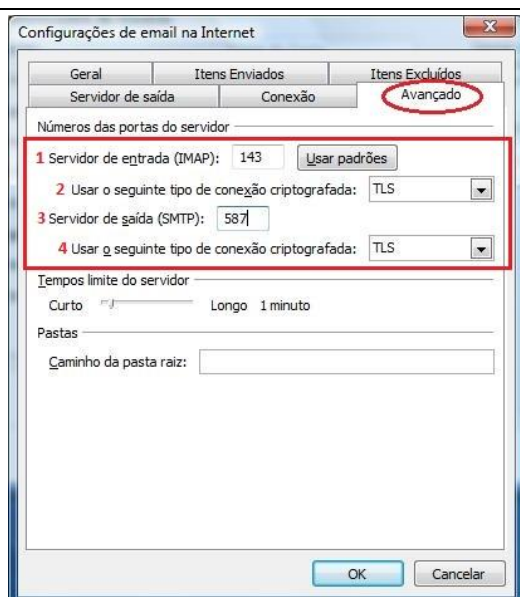 Configurações de email na Internet
Geral Itens Enviados Itens Excluídos
Servidor de saída Conexão Avançado
Números das portas do servidor
1 Servidor de entrada (IMAP): 143 Usar padrões
2 Usar o seguinte tipo de conexão criptografada: TLS
3 Servidor de saída (SMTP): 587
4 Usar o seguinte tipo de conexão criptografada: TLS
Tempos limite do servidor
Curto Longo 1 minuto
Pastas
Caminho da pasta raiz:
OK Cancelar